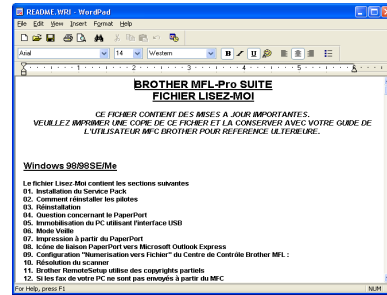 README.WRI - WordPad
File Edit View Insert Format Help
Arial 14 Western B / U
1 2 3 4 5
BROTHER MFL-Pro SUITE
FICHIER LISEZ-MOI
CE FICHIER CONTIENT DES MISES A JOUR IMPORTANTES.
VEUILLEZ IMPRIMER UNE COPIE DE CE FICHIER ET LA CONSERVER AVEC VOTRE GUIDE DE
L'UTILISATEUR MFC BROTHER POUR REFERENCE ULTERIEURE.
Windows 98/98SE/Me
Le fichier Lisez-Moi contient les sections suivantes
01. Installation du Service Pack
02. Comment réinstaller les pilotes
03. Réinstallation
04. Question concernant le PaperPort
05. Immobilisation du PC utilisant l'interface USB
06. Mode Veille
07. Impression à partir du PaperPort
08. Icône de liaison PaperPort vers Microsoft Outlook Express
09. Configuration "Numérisation vers Fichier" du Centre de Contrôle Brother MFL :
10. Résolution du scanner
11. Brother RemoteSetup utilise des copyrights partiels
12. Si les fax de votre PC ne sont pas envoyés à partir du MFC
For Help, press F1 NUM